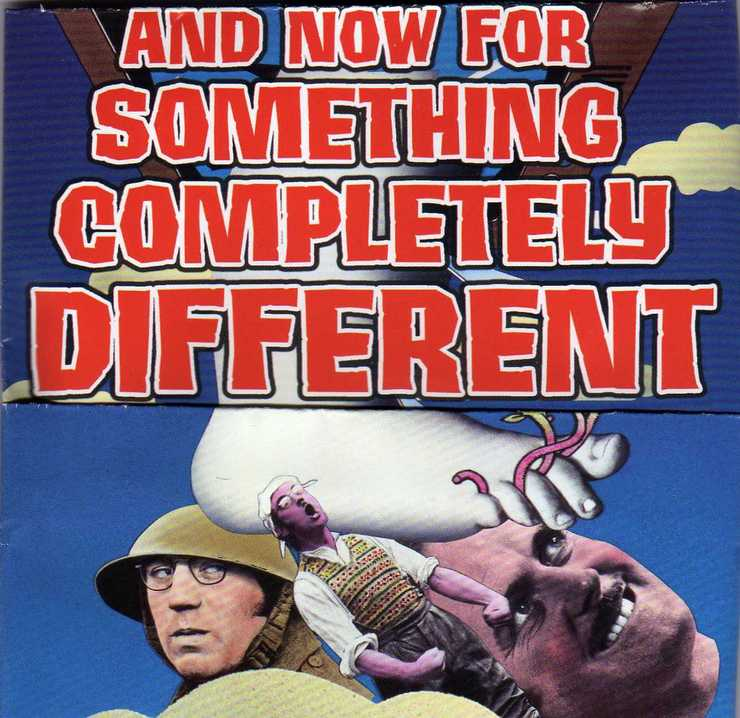 AND NOW FOR
SOMETHING
COMPLETELY
DIFFERENT